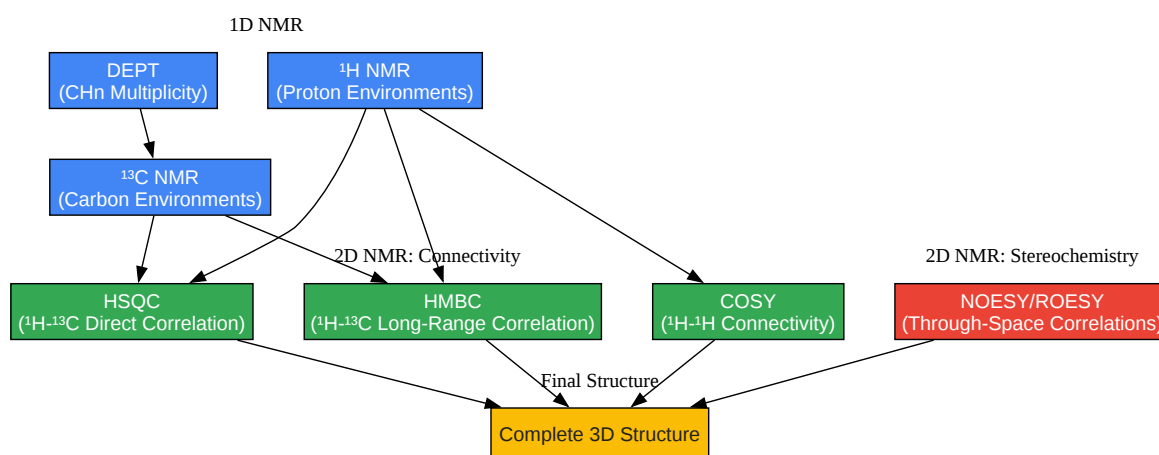 1D NMR
DEPT
(CHn Multiplicity)
¹H NMR
(Proton Environments)
¹³C NMR
(Carbon Environments)
2D NMR: Connectivity
2D NMR: Stereochemistry
HSQC
(¹H-¹³C Direct Correlation)
HMBC
(¹H-¹³C Long-Range Correlation)
COSY
(¹H-¹H Connectivity)
NOESY/ROESY
(Through-Space Correlations)
Final Structure
Complete 3D Structure